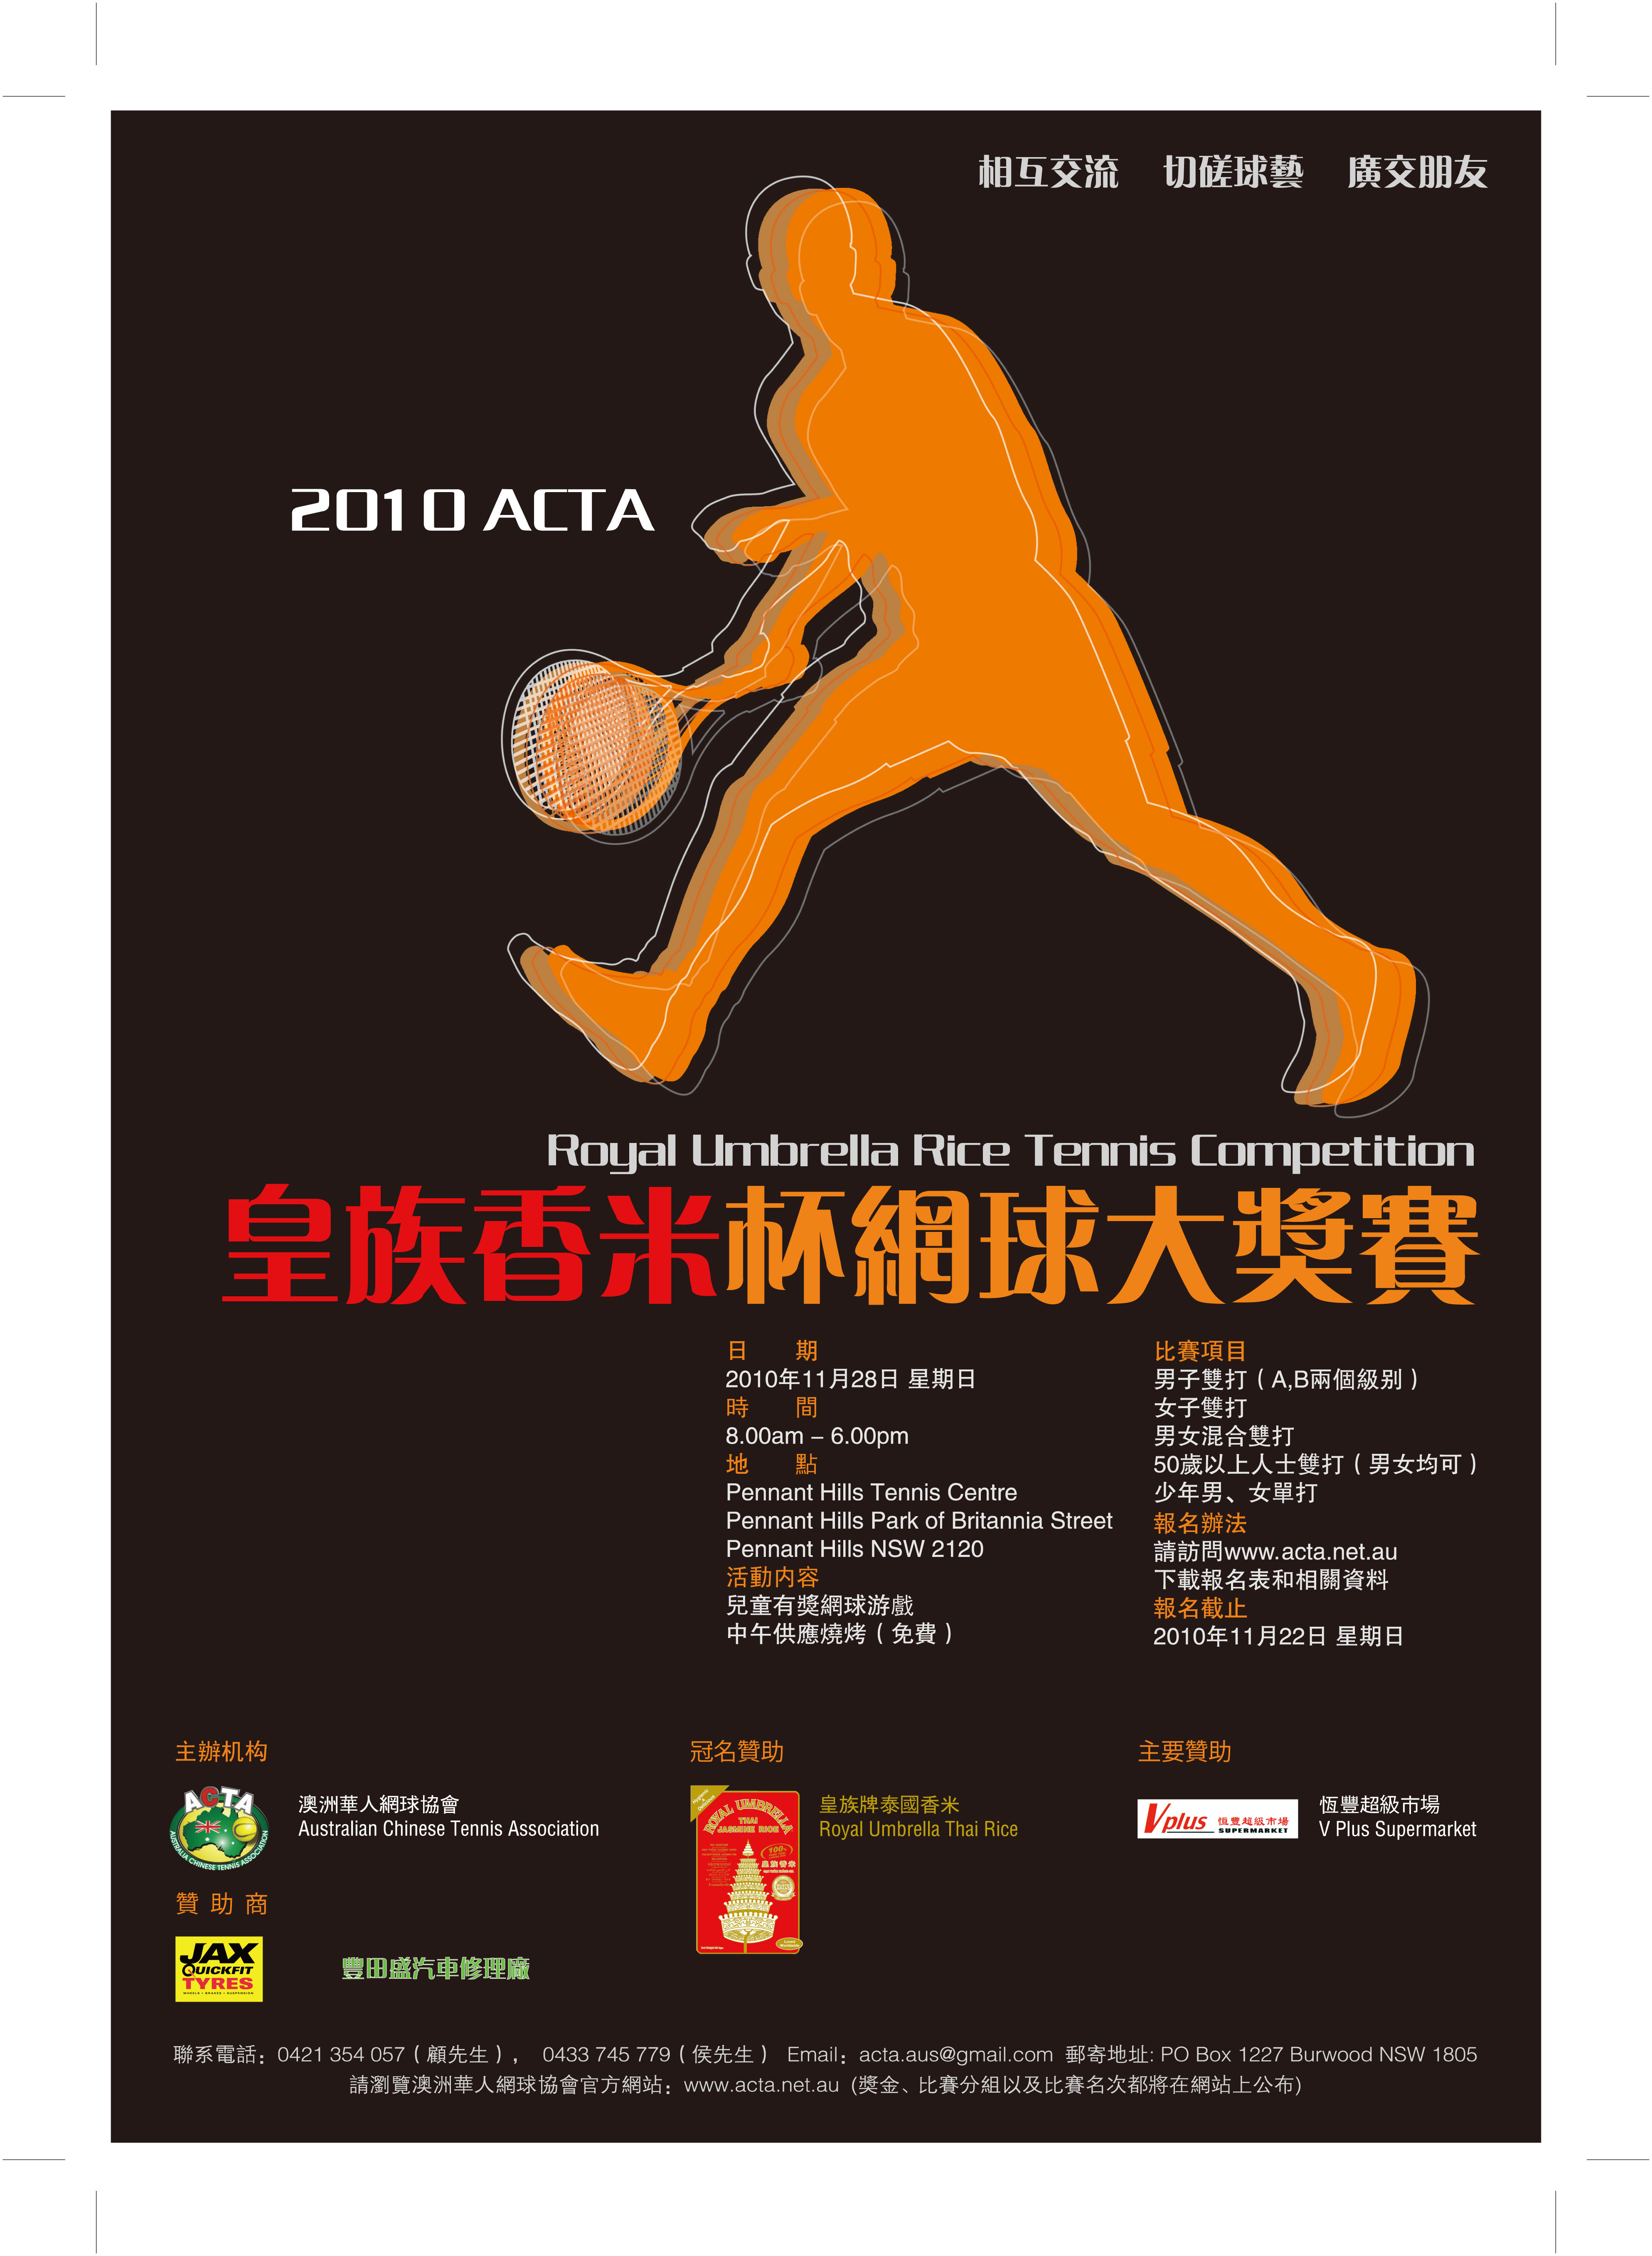 相互交流 切磋球藝 廣交朋友
2010 ACTA
Royal Umbrella Rice Tennis Competition
皇族香米杯網球大獎賽
日 期
2010年11月28日 星期日
時 間
8.00am – 6.00pm
地 點
Pennant Hills Tennis Centre
Pennant Hills Park of Britannia Street
Pennant Hills NSW 2120
活動内容
兒童有獎網球游戲
中午供應燒烤（免費）
比賽項目
男子雙打（A,B兩個級别）
女子雙打
男女混合雙打
50歲以上人士雙打（男女均可）
少年男、女單打
報名辦法
請訪問www.acta.net.au
下載報名表和相關資料
報名截止
2010年11月22日 星期日
主辦机构
ACTA
AUSTRALIA CHINESE TENNIS ASSOCIATION
澳洲華人網球協會
Australian Chinese Tennis Association
冠名贊助
ROYAL UMBRELLA
THAI
JASMINE RICE
100%
皇族香米
皇族牌泰國香米
Royal Umbrella Thai Rice
主要贊助
Vplus 恆豐超級市場
SUPERMARKET
恆豐超級市場
V Plus Supermarket
贊助商
JAX
QUICKFIT
TYRES
WHEELS • BRAKES • SUSPENSION
豐田盛汽車修理廠
聯系電話：0421 354 057（顧先生）， 0433 745 779（侯先生） Email：acta.aus@gmail.com 郵寄地址: PO Box 1227 Burwood NSW 1805
請瀏覽澳洲華人網球協會官方網站：www.acta.net.au (獎金、比賽分組以及比賽名次都將在網站上公布)